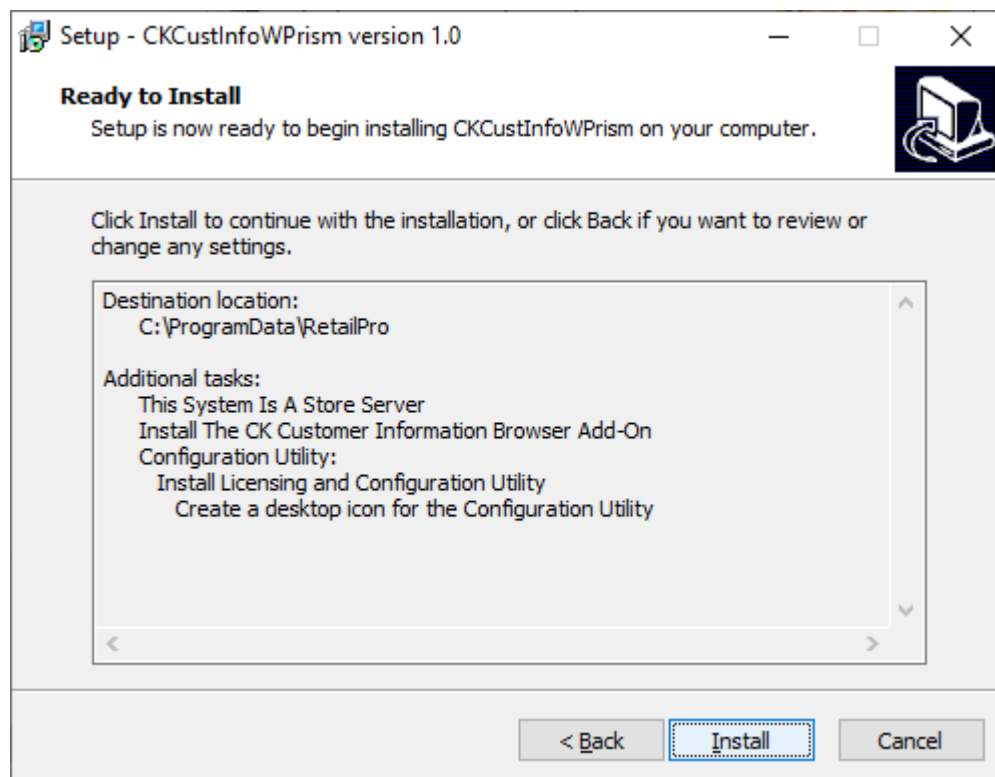 Setup - CKCustInfoWPrism version 1.0
Ready to Install
Setup is now ready to begin installing CKCustInfoWPrism on your computer.
Click Install to continue with the installation, or click Back if you want to review or
change any settings.
Destination location:
C:\ProgramData\RetailPro
Additional tasks:
This System Is A Store Server
Install The CK Customer Information Browser Add-On
Configuration Utility:
Install Licensing and Configuration Utility
Create a desktop icon for the Configuration Utility
< Back Install Cancel